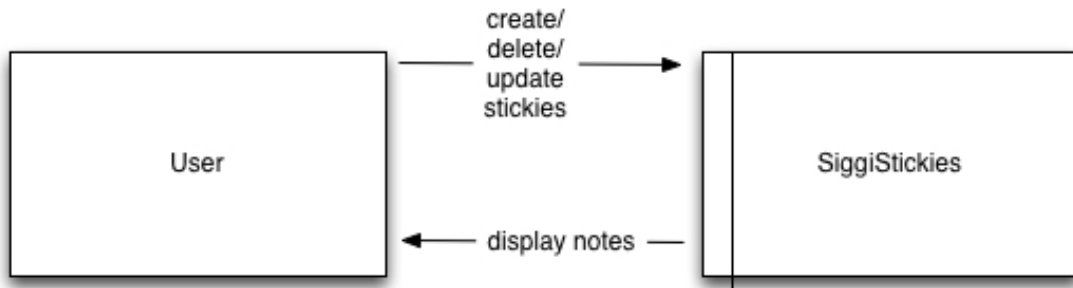 create/
delete/
update
stickies
User
SiggiStickies
display notes